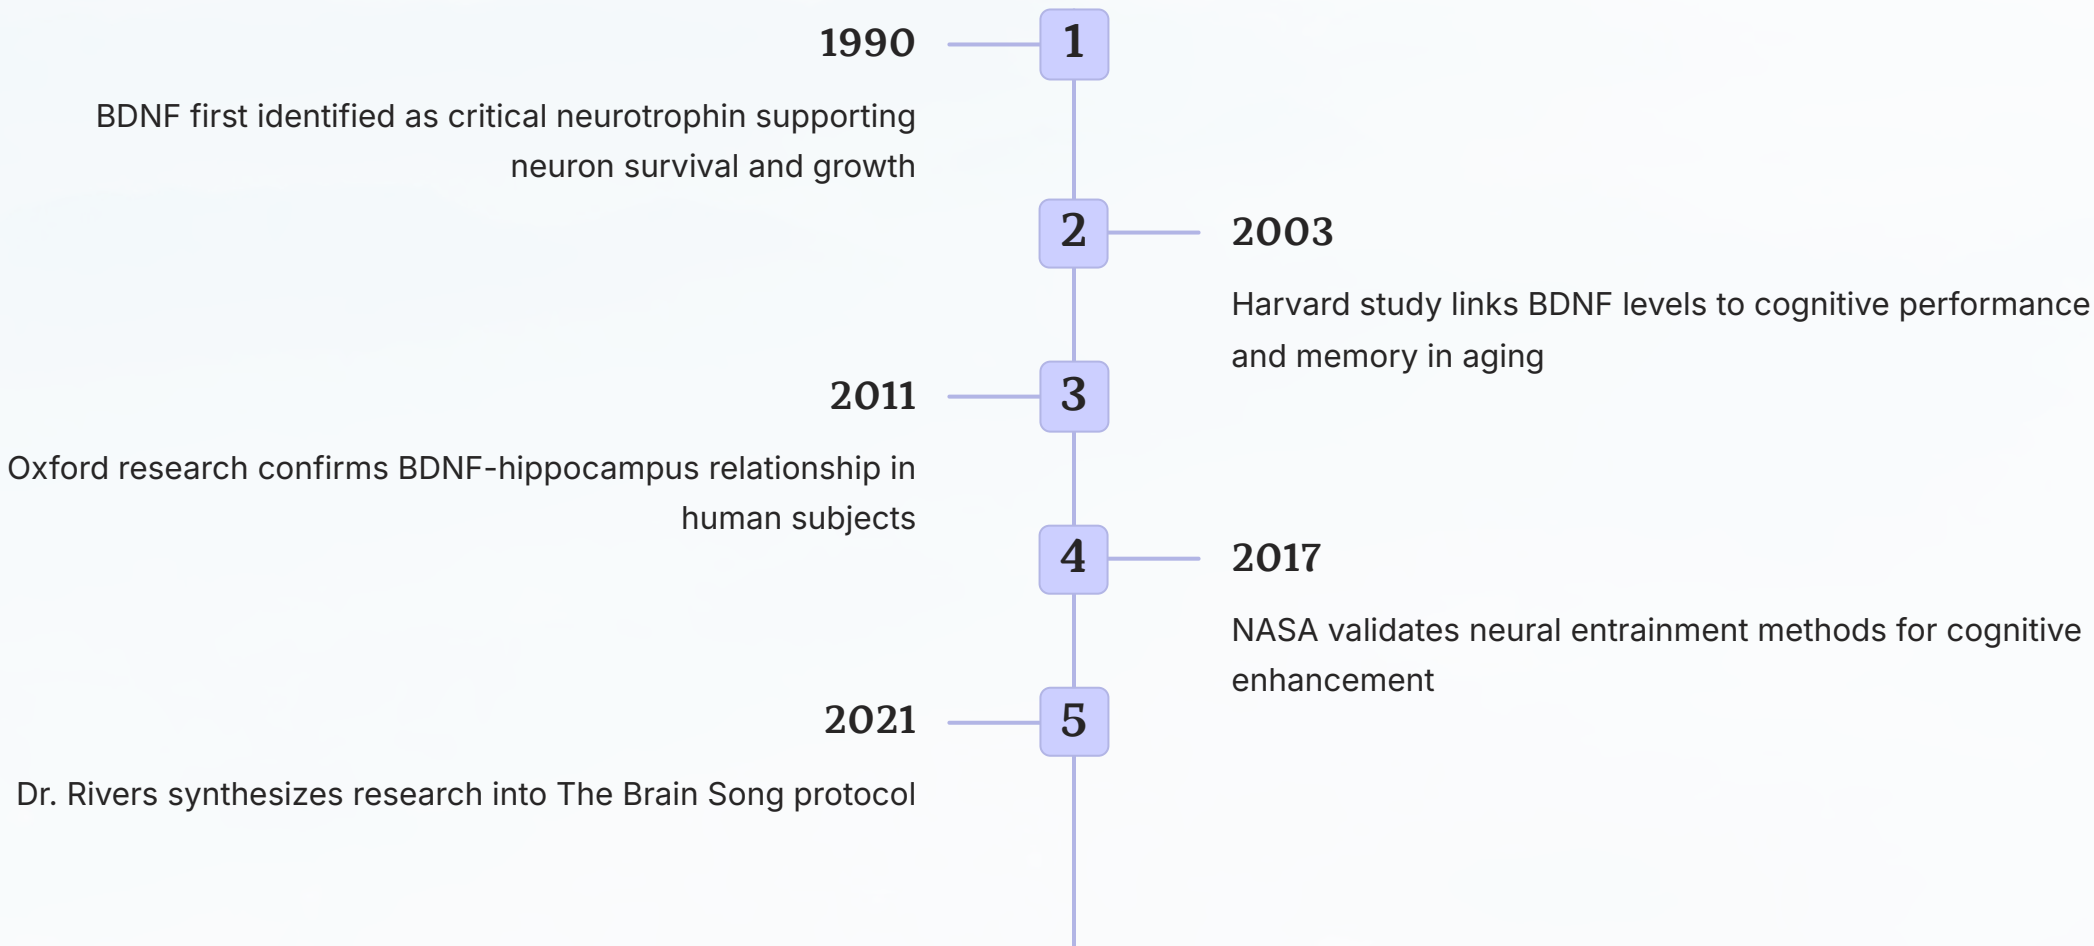 1990
1
BDNF first identified as critical neurotrophin supporting
neuron survival and growth
2
2003
Harvard study links BDNF levels to cognitive performance
and memory in aging
2011
3
Oxford research confirms BDNF-hippocampus relationship in
human subjects
4
2017
NASA validates neural entrainment methods for cognitive
enhancement
2021
5
Dr. Rivers synthesizes research into The Brain Song protocol